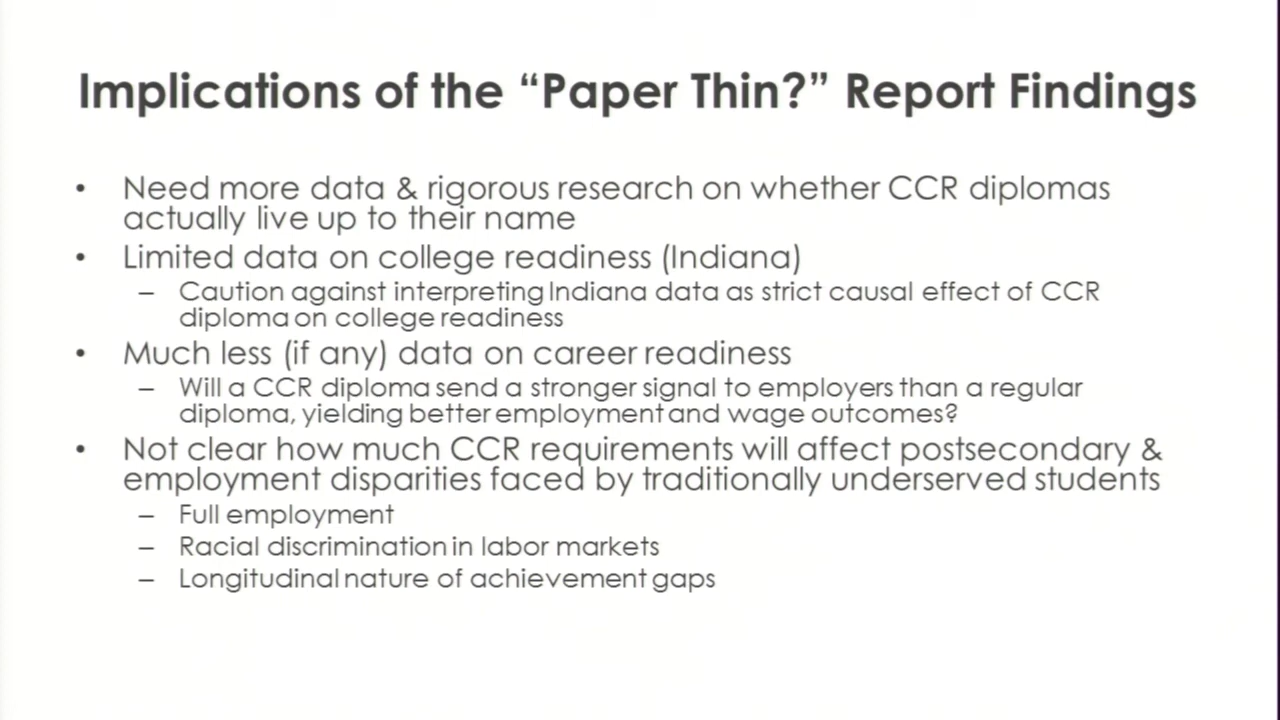 Implications of the “Paper Thin?” Report Findings
• Need more data & rigorous research on whether CCR diplomas
actually live up to their name
• Limited data on college readiness (Indiana)
– Caution against interpreting Indiana data as strict causal effect of CCR
diploma on college readiness
• Much less (if any) data on career readiness
– Will a CCR diploma send a stronger signal to employers than a regular
diploma, yielding better employment and wage outcomes?
• Not clear how much CCR requirements will affect postsecondary &
employment disparities faced by traditionally underserved students
– Full employment
– Racial discrimination in labor markets
– Longitudinal nature of achievement gaps